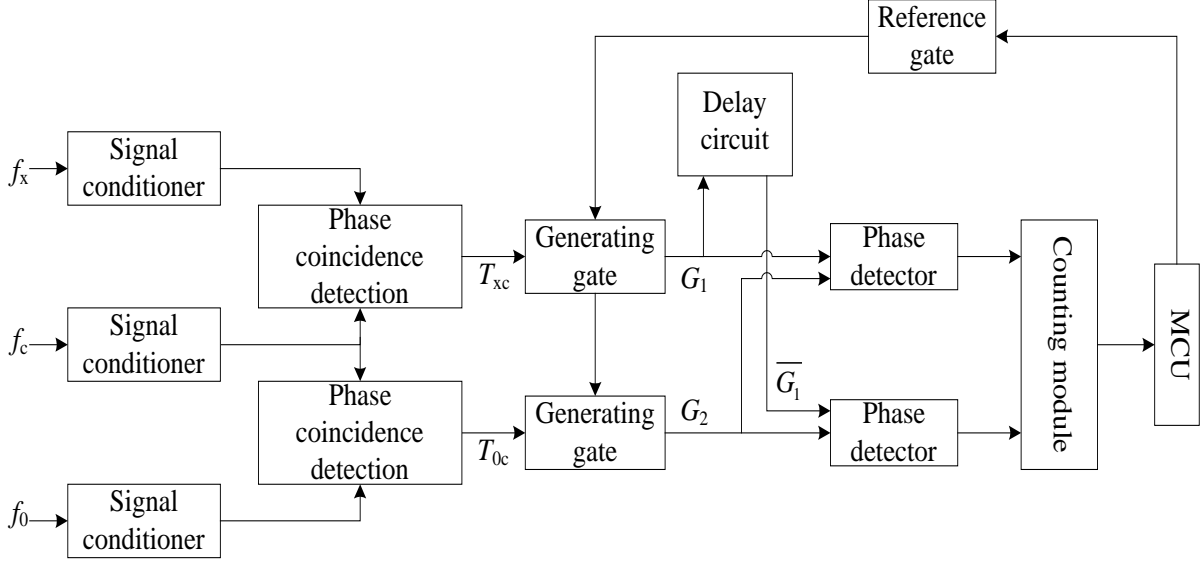 Reference
gate
Delay
circuit
Signal
conditioner
fx
Phase
coincidence
detection
Txc
Generating
gate
G1
Phase
detector
Counting module
MCU
fc
Signal
conditioner
Phase
coincidence
detection
T0c
Generating
gate
G2
G̅1
Phase
detector
f0
Signal
conditioner